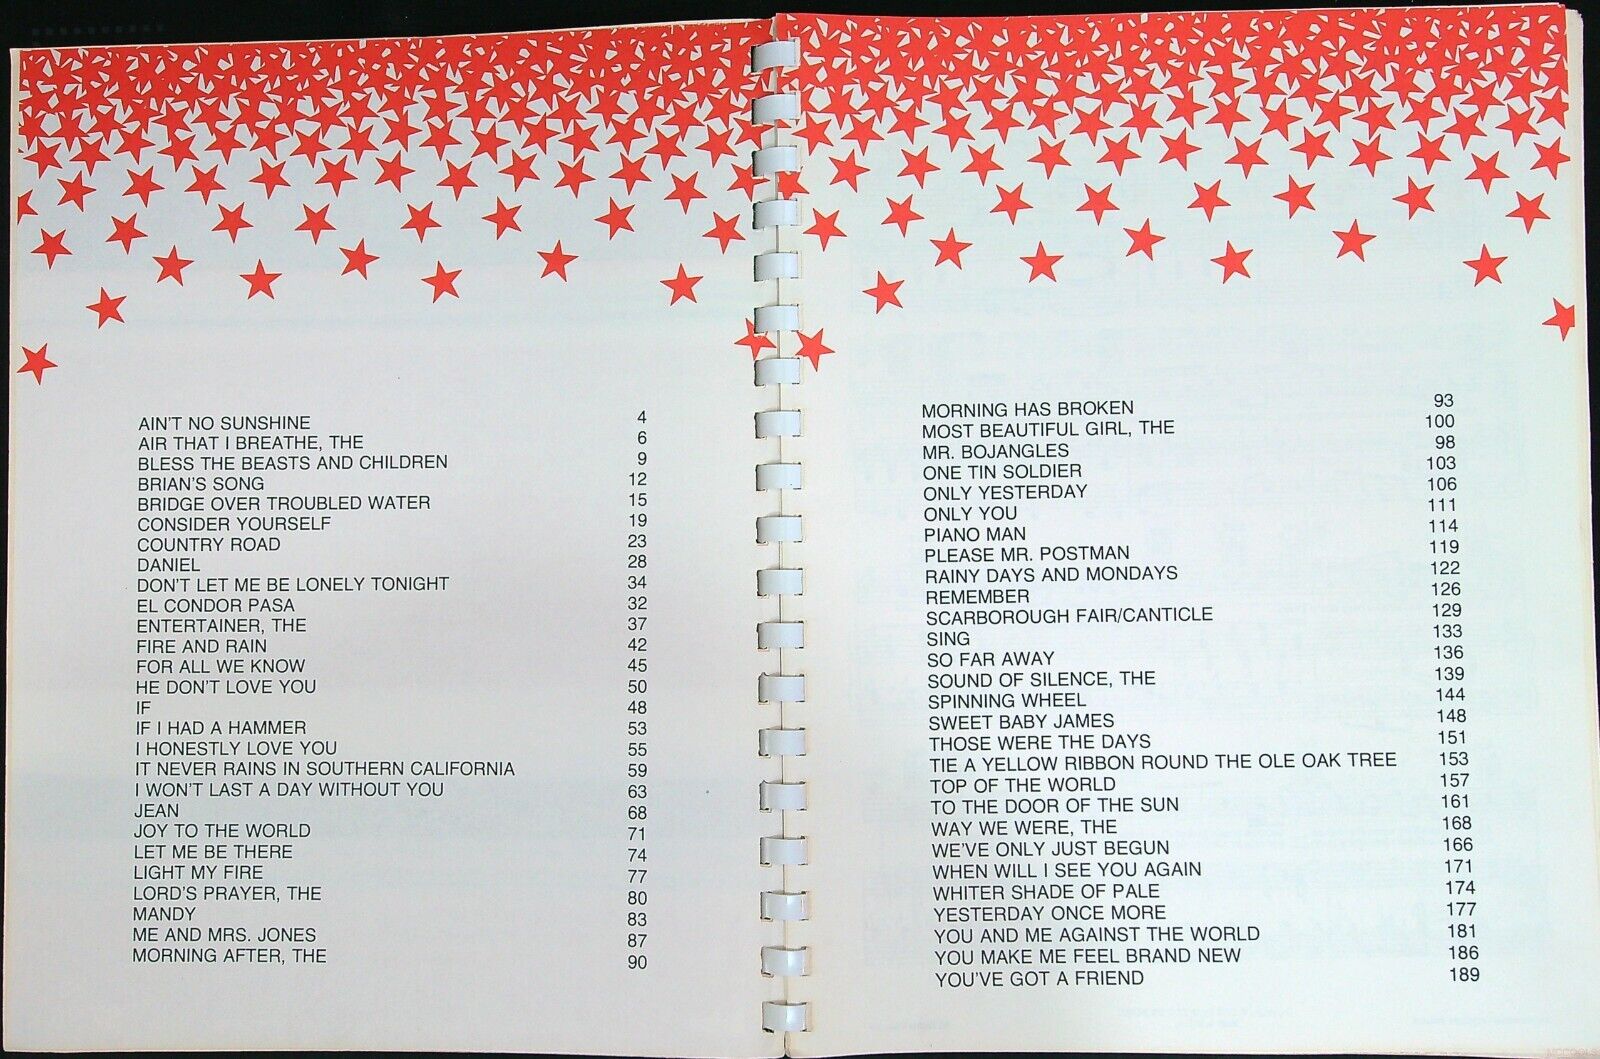 AIN'T NO SUNSHINE 4
AIR THAT I BREATHE, THE 6
BLESS THE BEASTS AND CHILDREN 9
BRIAN'S SONG 12
BRIDGE OVER TROUBLED WATER 15
CONSIDER YOURSELF 19
COUNTRY ROAD 23
DANIEL 28
DON'T LET ME BE LONELY TONIGHT 34
EL CONDOR PASA 32
ENTERTAINER, THE 37
FIRE AND RAIN 42
FOR ALL WE KNOW 45
HE DON'T LOVE YOU 50
IF 48
IF I HAD A HAMMER 53
I HONESTLY LOVE YOU 55
IT NEVER RAINS IN SOUTHERN CALIFORNIA 59
I WON'T LAST A DAY WITHOUT YOU 63
JEAN 68
JOY TO THE WORLD 71
LET ME BE THERE 74
LIGHT MY FIRE 77
LORD'S PRAYER, THE 80
MANDY 83
ME AND MRS. JONES 87
MORNING AFTER, THE 90
MORNING HAS BROKEN 93
MOST BEAUTIFUL GIRL, THE 100
MR. BOJANGLES 98
ONE TIN SOLDIER 103
ONLY YESTERDAY 106
ONLY YOU 111
PIANO MAN 114
PLEASE MR. POSTMAN 119
RAINY DAYS AND MONDAYS 122
REMEMBER 126
SCARBOROUGH FAIR/CANTICLE 129
SING 133
SO FAR AWAY 136
SOUND OF SILENCE, THE 139
SPINNING WHEEL 144
SWEET BABY JAMES 148
THOSE WERE THE DAYS 151
TIE A YELLOW RIBBON ROUND THE OLE OAK TREE 153
TOP OF THE WORLD 157
TO THE DOOR OF THE SUN 161
WAY WE WERE, THE 168
WE'VE ONLY JUST BEGUN 166
WHEN WILL I SEE YOU AGAIN 171
WHITER SHADE OF PALE 174
YESTERDAY ONCE MORE 177
YOU AND ME AGAINST THE WORLD 181
YOU MAKE ME FEEL BRAND NEW 186
YOU'VE GOT A FRIEND 189